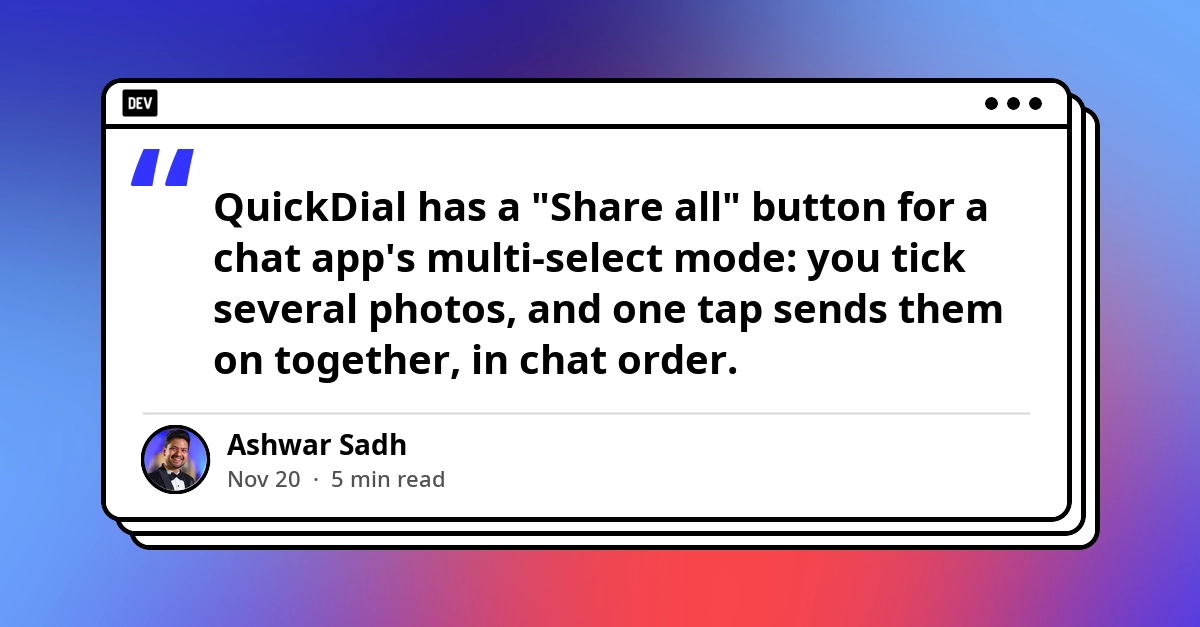 DEV
QuickDial has a "Share all" button for a
chat app's multi-select mode: you tick
several photos, and one tap sends them
on together, in chat order.
Ashwar Sadh
Nov 20 · 5 min read